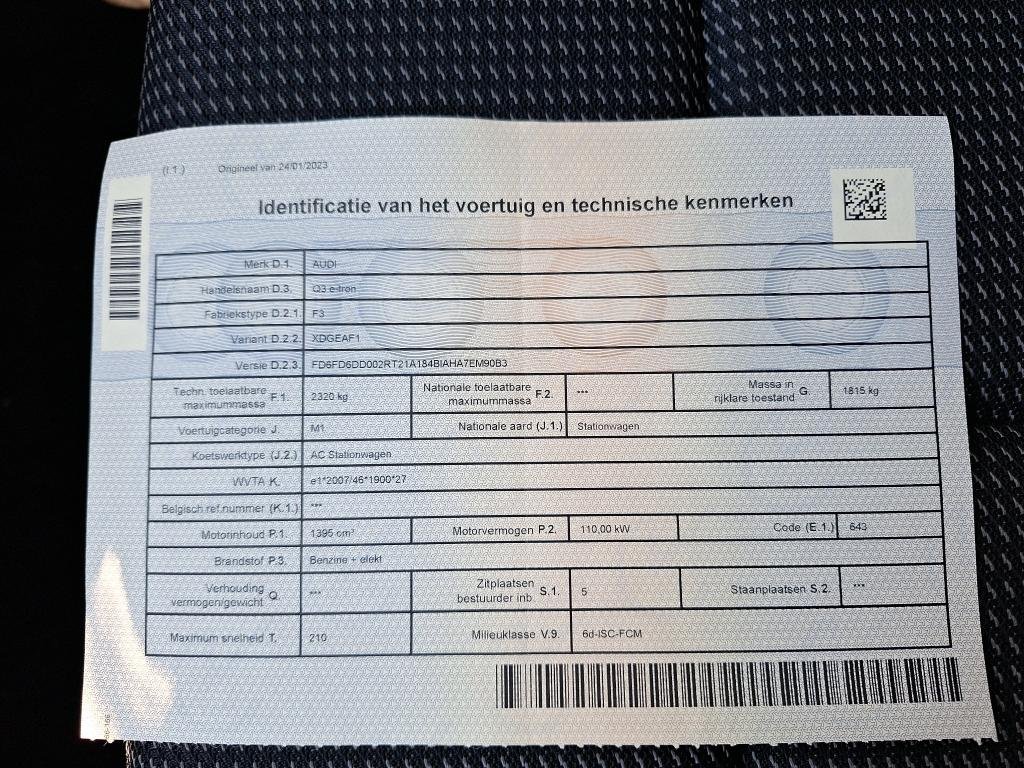 (I.1.) Origineel van 24/01/2023
Identificatie van het voertuig en technische kenmerken
Merk D.1. AUDI
Handelsnaam D.3. Q3 e-tron
Fabriekstype D.2.1. F3
Variant D.2.2. XDGEAF1
Versie D.2.3. FD6FD6DD002RT21A184BIAHA7EM90B3
Techn. toelaatbare maximummassa F.1. 2320 kg Nationale toelaatbare maximummassa F.2. *** Massa in rijklare toestand G. 1815 kg
Voertuigcategorie J. M1 Nationale aard (J.1.) Stationwagen
Koetswerktype (J.2.) AC Stationwagen
WVTA K. e1*2007/46*1900*27
Belgisch ref.nummer (K.1.) ***
Motorinhoud P.1. 1395 cm³ Motorvermogen P.2. 110,00 kW Code (E.1.) 643
Brandstof P.3. Benzine + elekt
Verhouding vermogen/gewicht Q. *** Zitplaatsen bestuurder inb. S.1. 5 Staanplaatsen S.2. ***
Maximum snelheid T. 210 Milieuklasse V.9. 6d-ISC-FCM